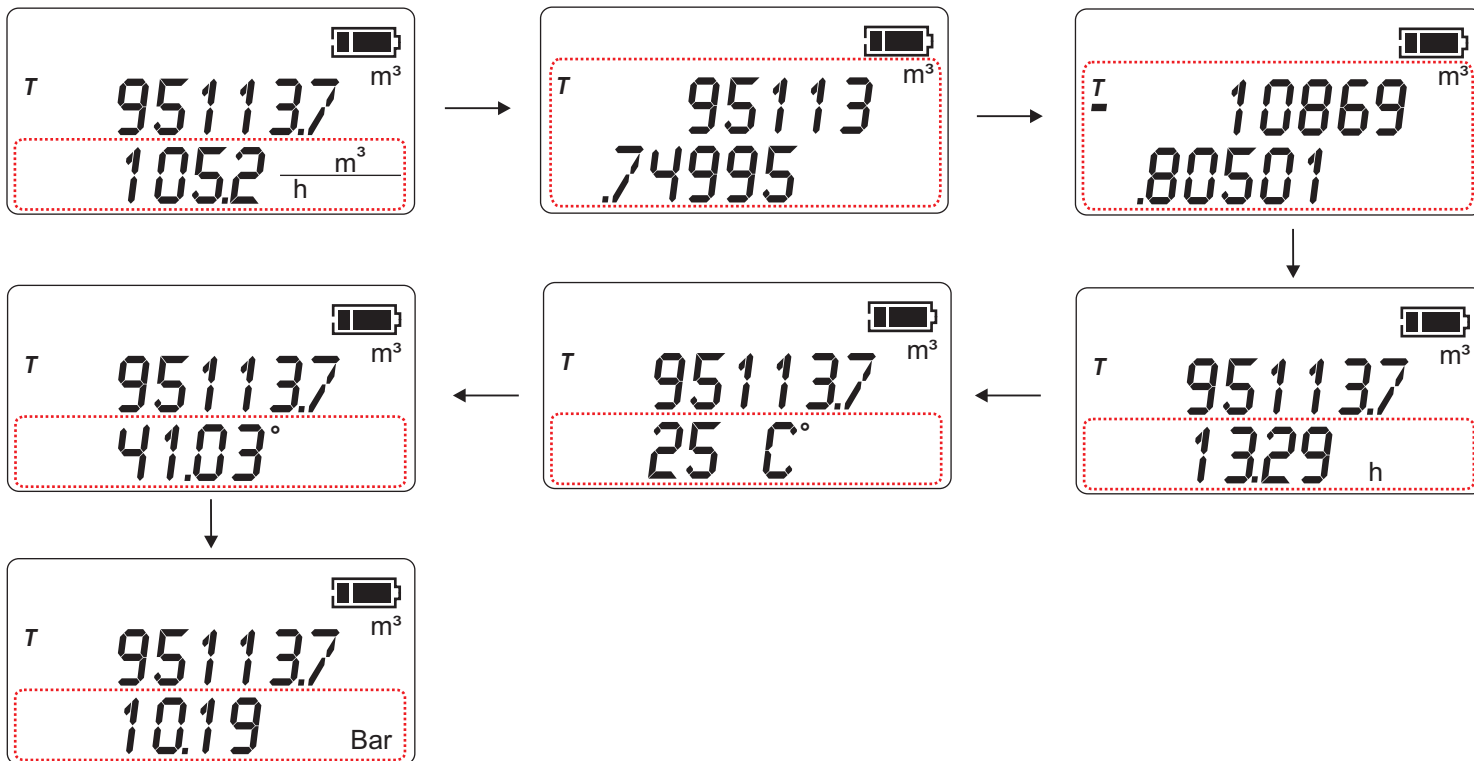 m³
T 95113.7
105.2 m³
h
m³
T 95113
.74995
m³
T 10869
.80501
m³
T 95113.7
13.29 h
m³
T 95113.7
25 C°
m³
T 95113.7
41.03°
m³
T 95113.7
10.19 Bar